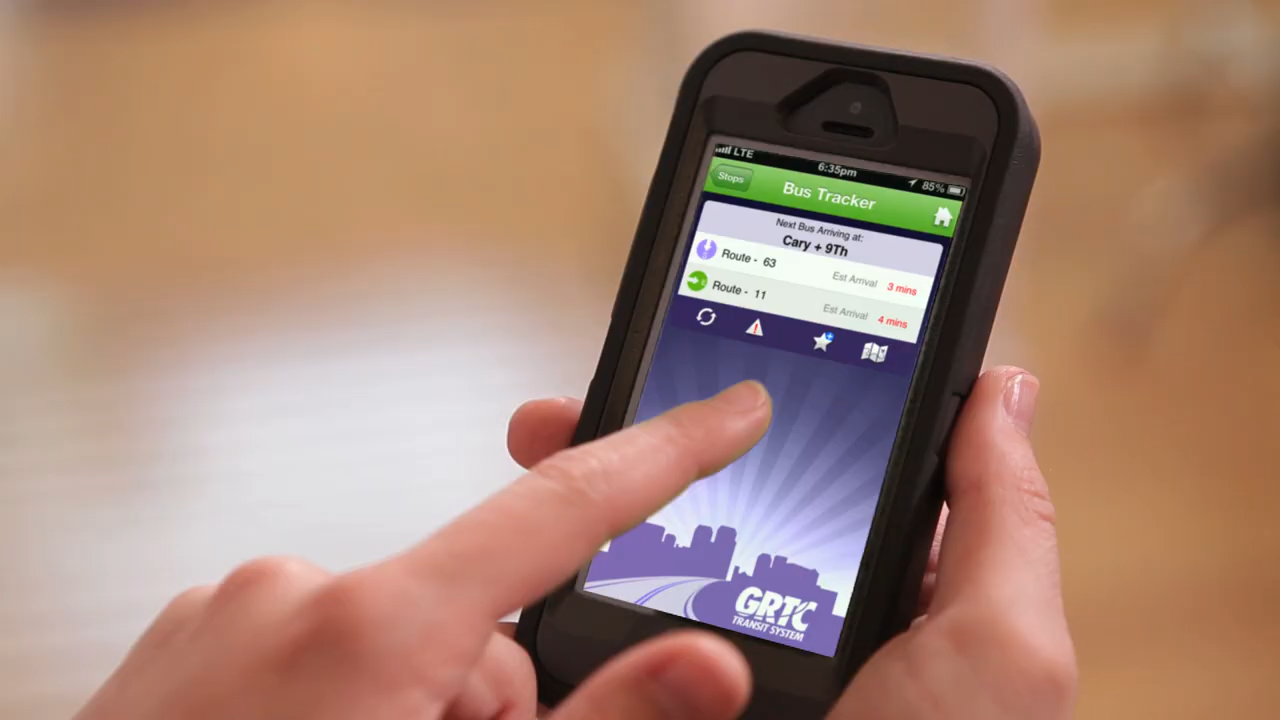 LTE 6:35pm 85%
Stops Bus Tracker
Next Bus Arriving at:
Cary + 9Th
Route - 63 Est Arrival 3 mins
Route - 11 Est Arrival 4 mins
GRTC
TRANSIT SYSTEM